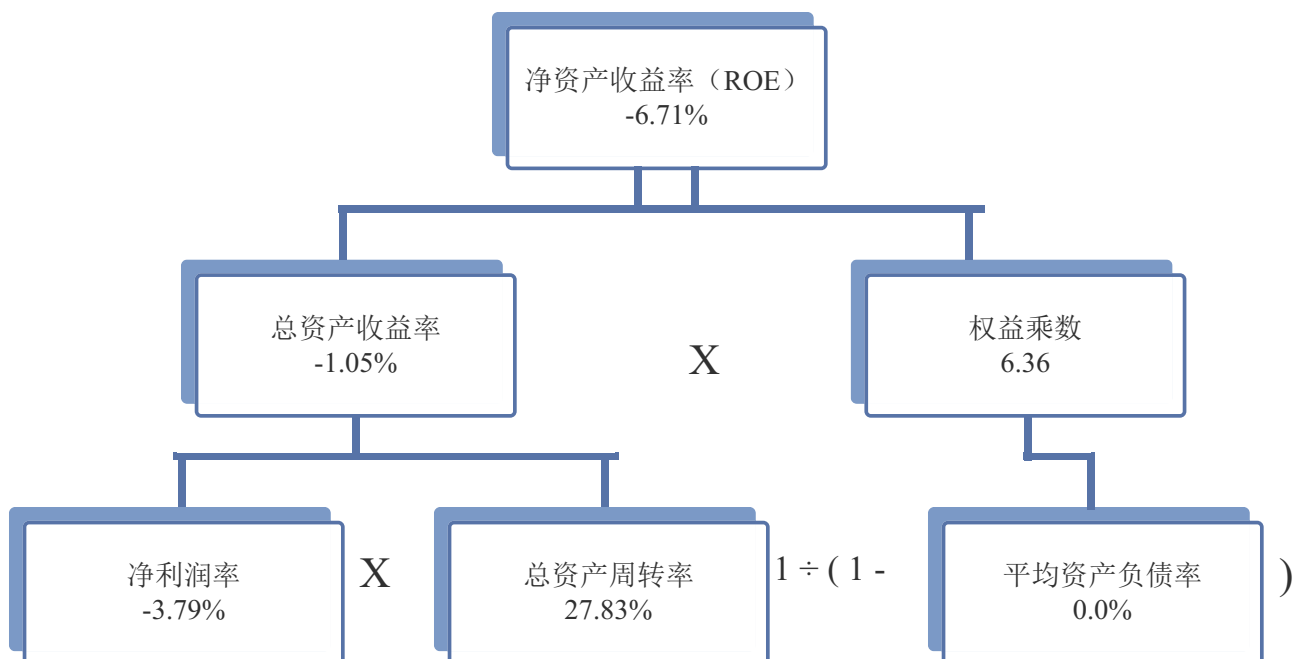 净资产收益率（ROE）
-6.71%
总资产收益率
-1.05%
X
权益乘数
6.36
净利润率
-3.79%
X
总资产周转率
27.83%
1 ÷ ( 1 -
平均资产负债率
0.0%
)